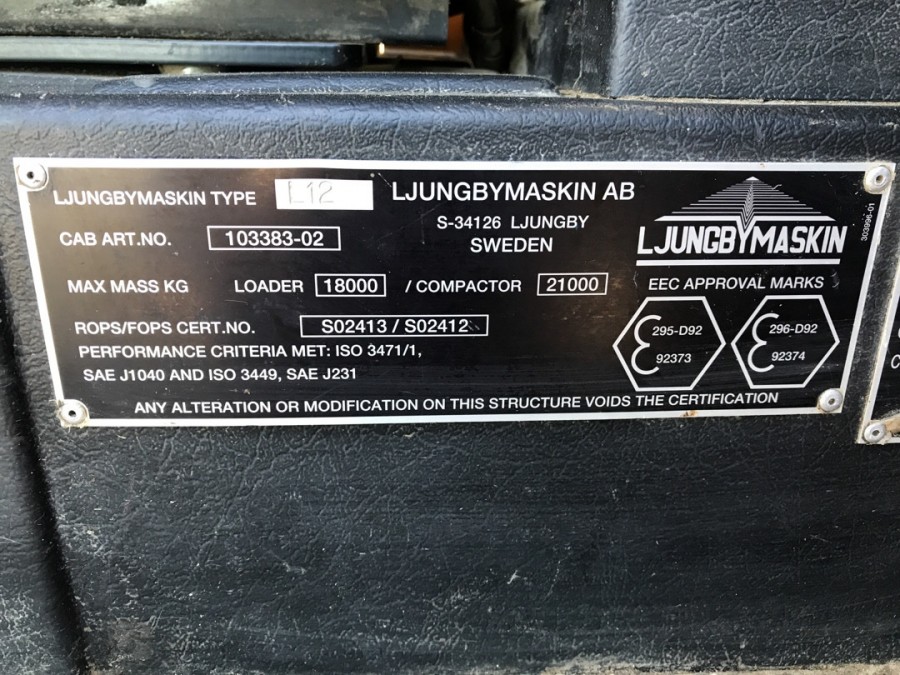 LJUNGBYMASKIN TYPE L12
LJUNGBYMASKIN AB
S-34126 LJUNGBY
SWEDEN
LJUNGBYMASKIN
303996-01
CAB ART.NO. 103383-02
MAX MASS KG LOADER 18000 / COMPACTOR 21000
EEC APPROVAL MARKS
ROPS/FOPS CERT.NO. S02413 / S02412
295-D92
92373
296-D92
92374
PERFORMANCE CRITERIA MET: ISO 3471/1,
SAE J1040 AND ISO 3449, SAE J231
ANY ALTERATION OR MODIFICATION ON THIS STRUCTURE VOIDS THE CERTIFICATION